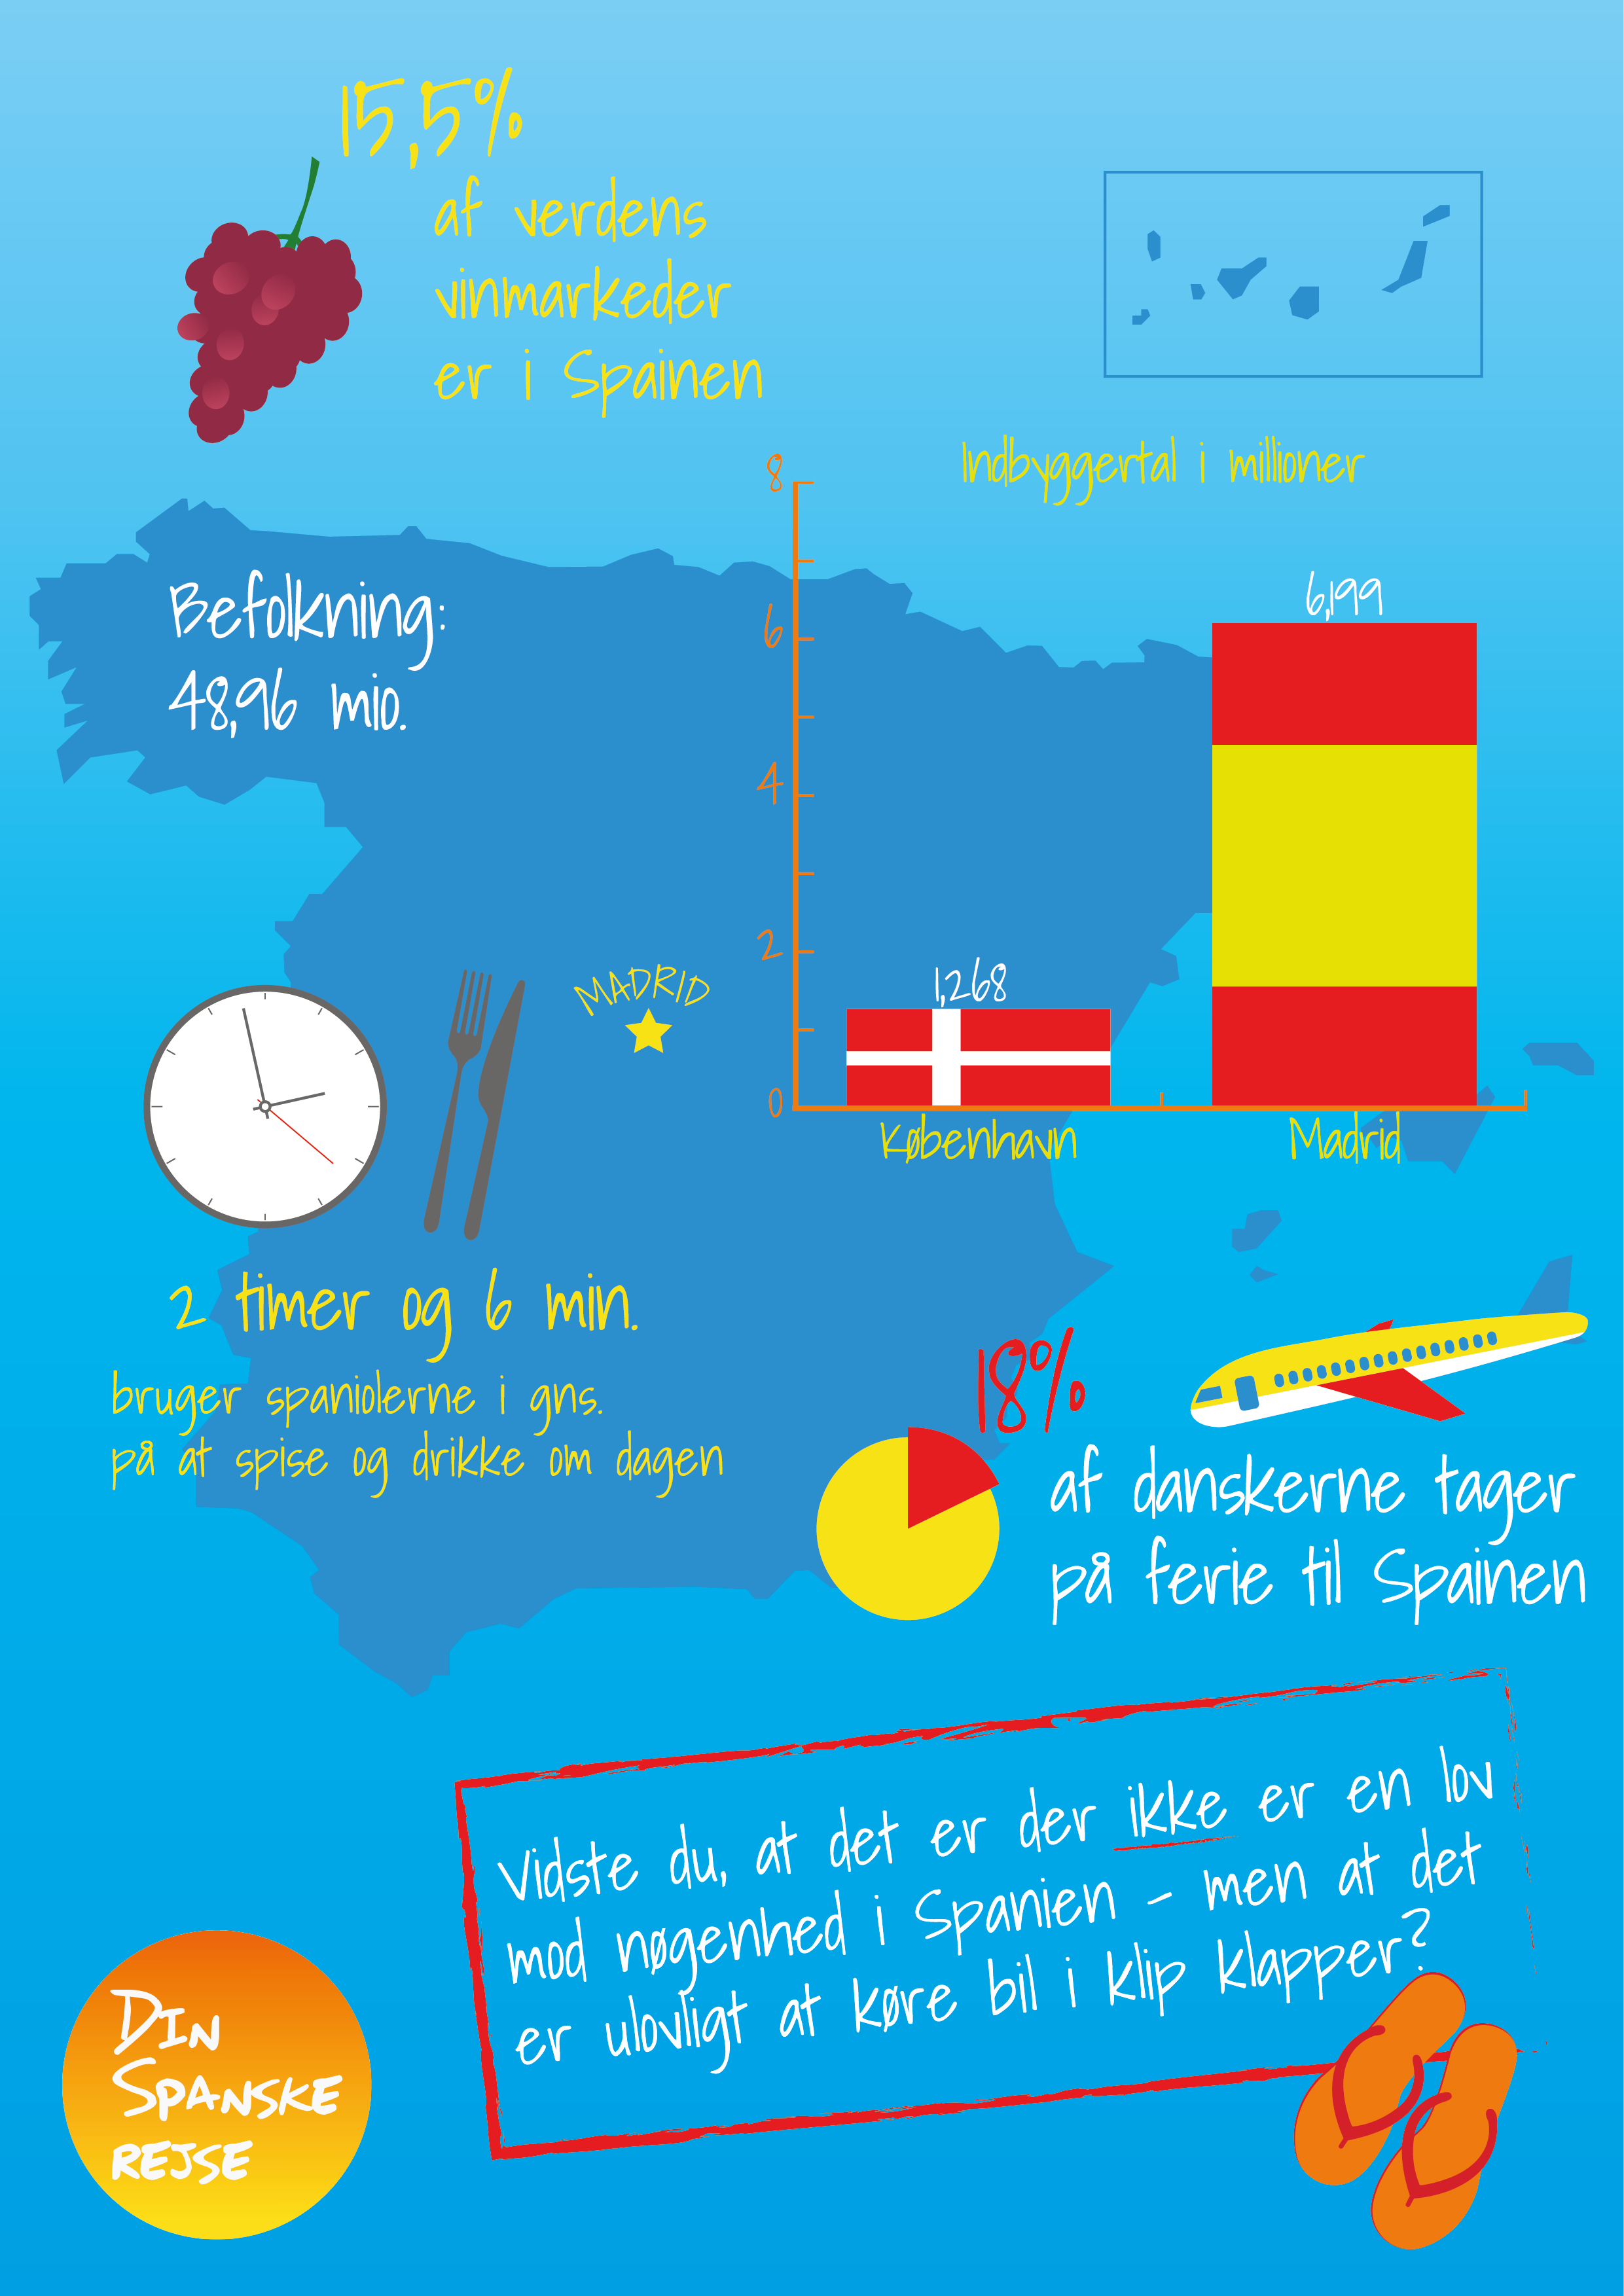 15,5%
af verdens
vinmarkeder
er i Spainen
Indbyggertal i millioner
8
6
4
2
0
6,199
1,268
København
Madrid
Befolkning:
48,96 mio.
MADRID
2 timer og 6 min.
bruger spaniolerne i gns.
på at spise og drikke om dagen
18%
af danskerne tager
på ferie til Spainen
Vidste du, at det er der ikke er en lov
mod nøgenhed i Spanien - men at det
er ulovligt at køre bil i klip klapper?
Din
Spanske
rejse